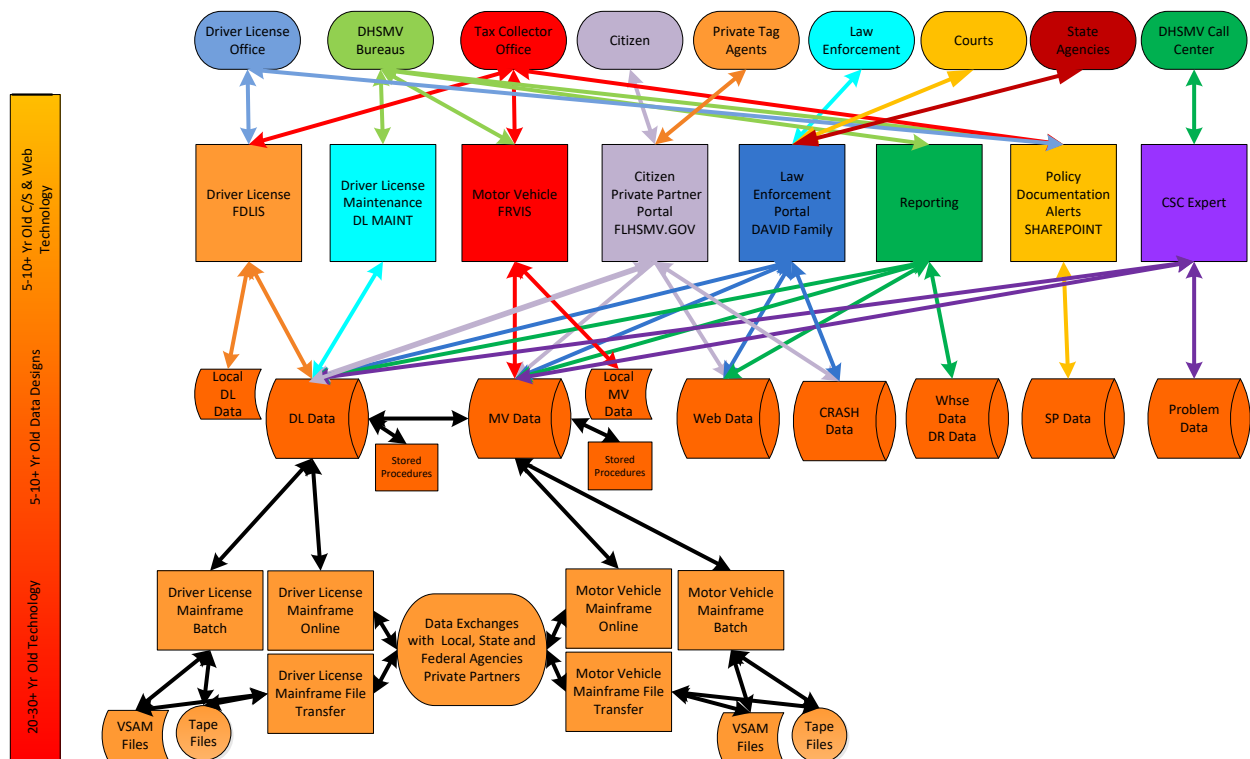 Driver License
Office
DHSMV
Bureaus
Tax Collector
Office
Citizen
Private Tag
Agents
Law
Enforcement
Courts
State
Agencies
DHSMV Call
Center
5-10+ Yr Old C/S & Web
Technology
5-10+ Yr Old Data Designs
20-30+ Yr Old Technology
Driver License
FDLIS
Driver License
Maintenance
DL MAINT
Motor Vehicle
FRVIS
Citizen
Private Partner
Portal
FLHSMV.GOV
Law
Enforcement
Portal
DAVID Family
Reporting
Policy
Documentation
Alerts
SHAREPOINT
CSC Expert
Local
DL
Data
DL Data
Stored
Procedures
MV Data
Local
MV
Data
Stored
Procedures
Web Data
CRASH
Data
Whse
Data
DR Data
SP Data
Problem
Data
Driver License
Mainframe
Batch
Driver License
Mainframe
Online
Driver License
Mainframe File
Transfer
Data Exchanges
with Local, State and
Federal Agencies
Private Partners
Motor Vehicle
Mainframe
Online
Motor Vehicle
Mainframe File
Transfer
Motor Vehicle
Mainframe
Batch
VSAM
Files
Tape
Files
VSAM
Files
Tape
Files